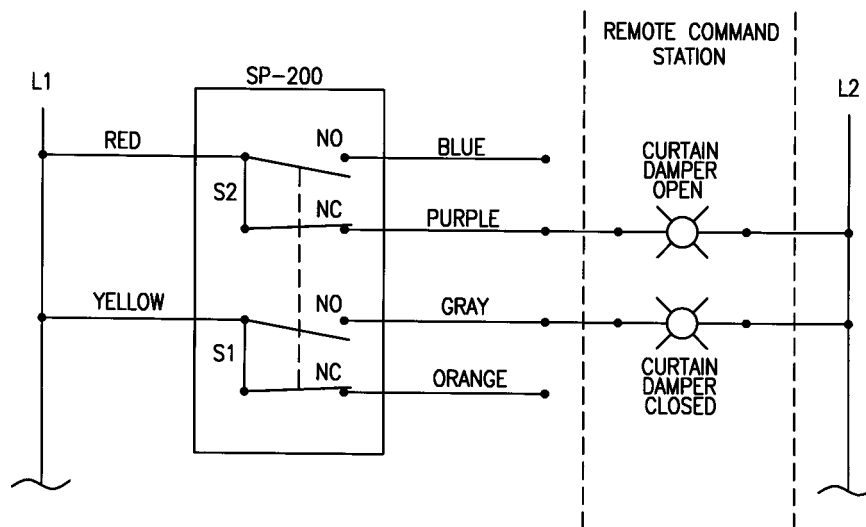 REMOTE COMMAND
STATION
L1
SP-200
L2
RED
NO
BLUE
CURTAIN
DAMPER
OPEN
S2
NC
PURPLE
YELLOW
NO
GRAY
S1
NC
ORANGE
CURTAIN
DAMPER
CLOSED